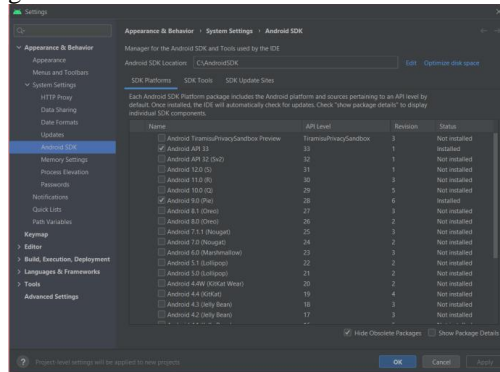 Settings
Appearance & Behavior
Appearance
Menus and Toolbars
System Settings
HTTP Proxy
Data Sharing
Date Formats
Updates
Android SDK
Memory Settings
Process Elevation
Passwords
Notifications
Quick Lists
Path Variables
Keymap
Editor
Build, Execution, Deployment
Languages & Frameworks
Tools
Advanced Settings
Appearance & Behavior › System Settings › Android SDK
Manager for the Android SDK and Tools used by the IDE
Android SDK Location: C:\AndroidSDK Edit Optimize disk space
SDK Platforms SDK Tools SDK Update Sites
Each Android SDK Platform package includes the Android platform and sources pertaining to an API level by
default. Once installed, the IDE will automatically check for updates. Check "show package details" to display
individual SDK components.
Name API Level Revision Status
Android TiramisuPrivacySandbox Preview TiramisuPrivacySandbox 3 Not installed
Android API 33 33 1 Installed
Android API 32 (Sv2) 32 1 Not installed
Android 12.0 (S) 31 1 Not installed
Android 11.0 (R) 30 3 Not installed
Android 10.0 (Q) 29 5 Not installed
Android 9.0 (Pie) 28 6 Installed
Android 8.1 (Oreo) 27 3 Not installed
Android 8.0 (Oreo) 26 2 Not installed
Android 7.1.1 (Nougat) 25 3 Not installed
Android 7.0 (Nougat) 24 2 Not installed
Android 6.0 (Marshmallow) 23 3 Not installed
Android 5.1 (Lollipop) 22 2 Not installed
Android 5.0 (Lollipop) 21 2 Not installed
Android 4.4W (KitKat Wear) 20 2 Not installed
Android 4.4 (KitKat) 19 4 Not installed
Android 4.3 (Jelly Bean) 18 3 Not installed
Android 4.2 (Jelly Bean) 17 3 Not installed
Hide Obsolete Packages Show Package Details
Project-level settings will be applied to new projects
OK Cancel Apply